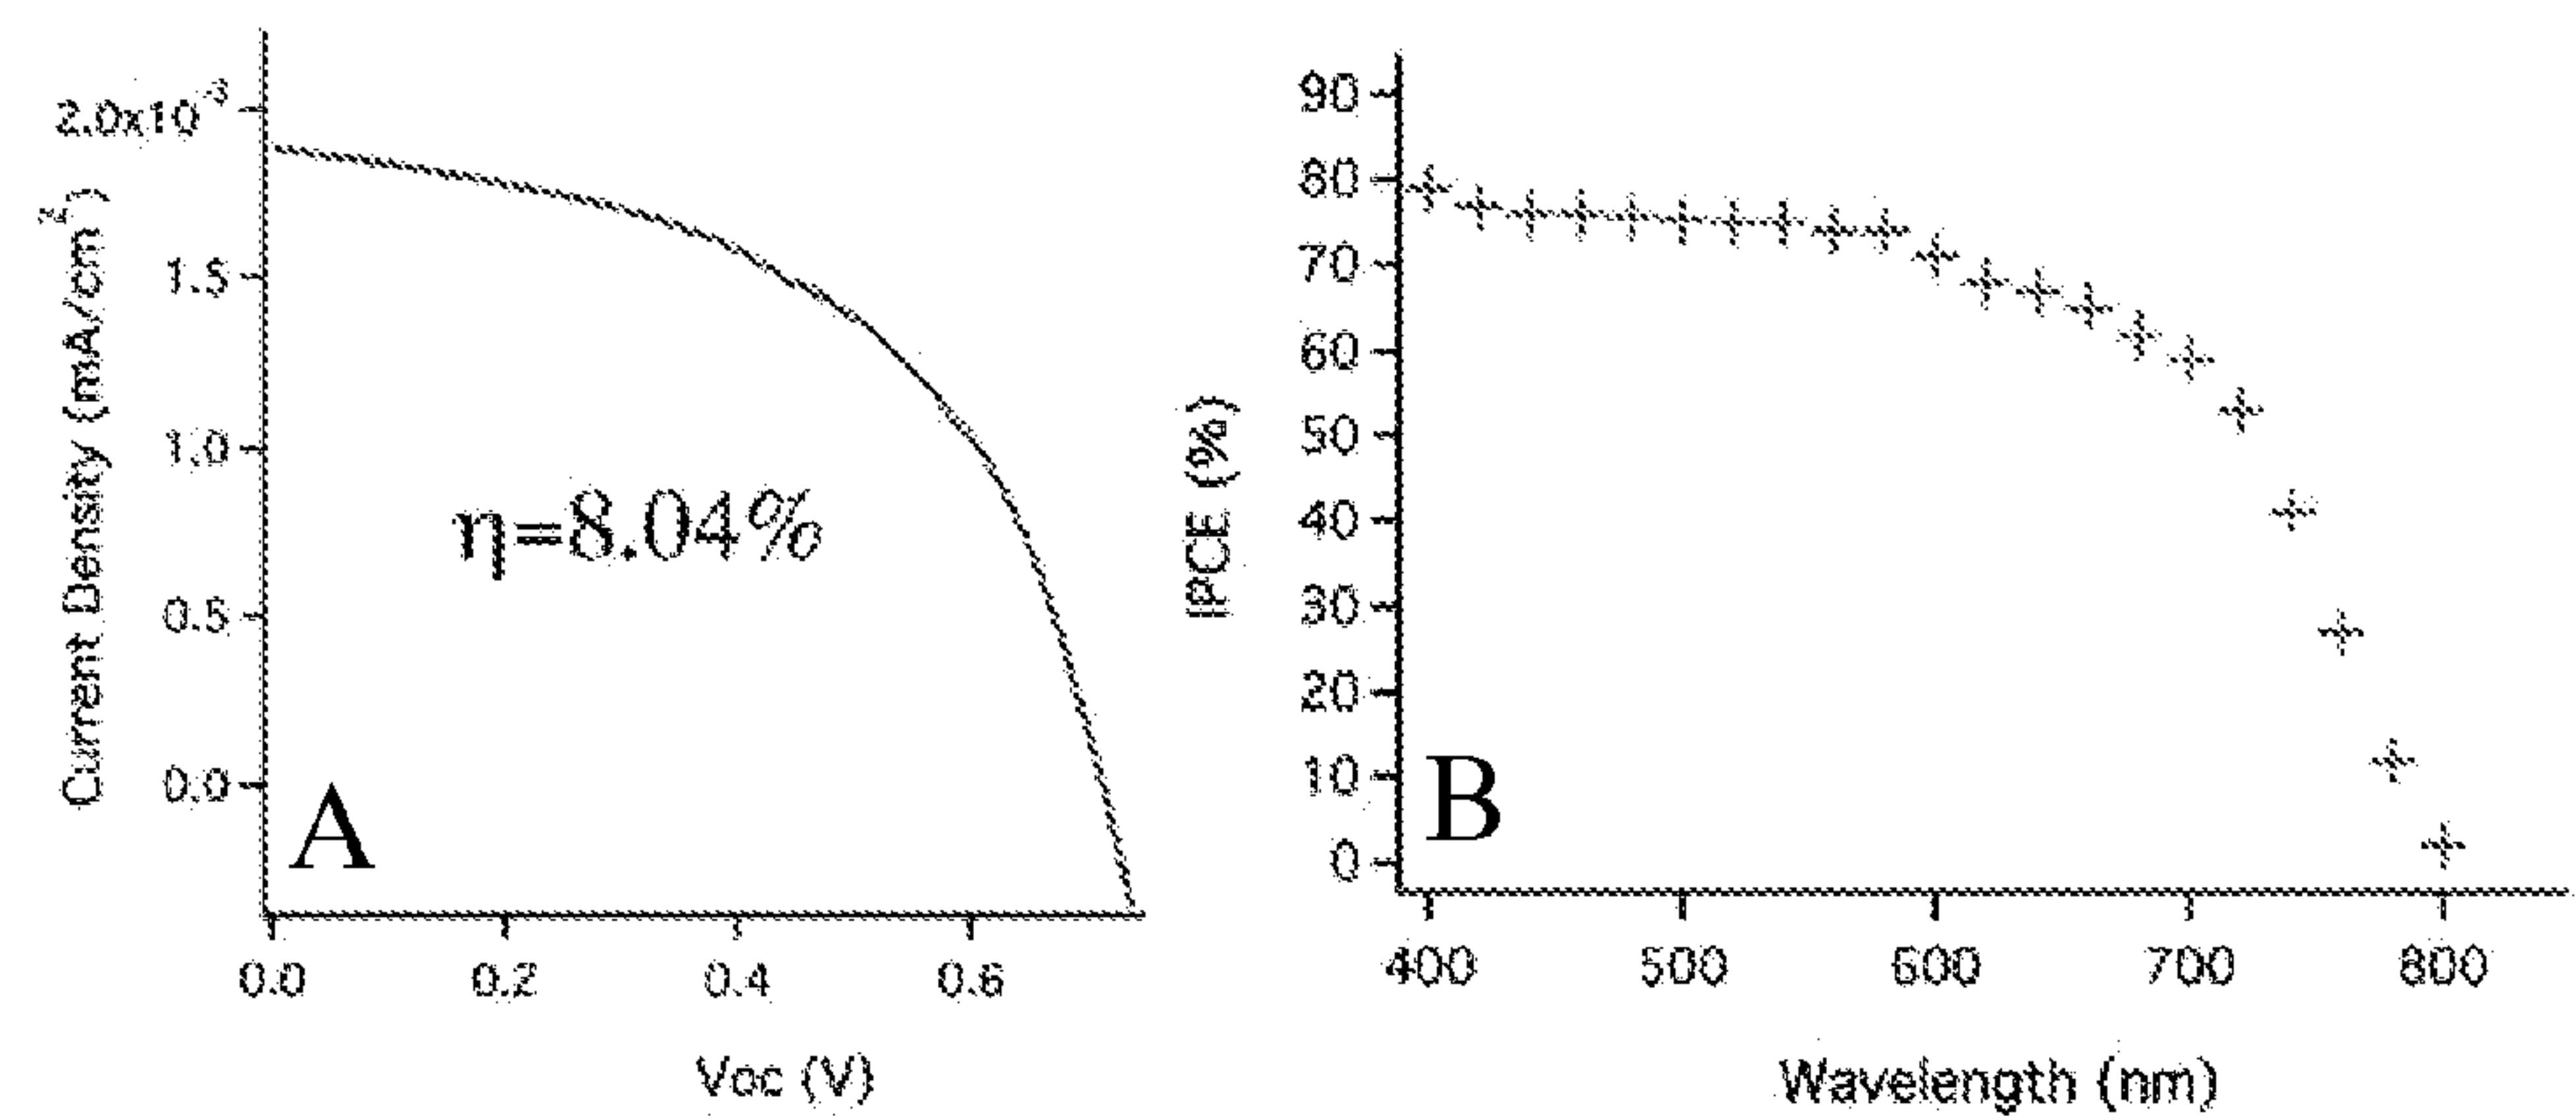 2.0x10^-3
1.5
1.0
0.5
0.0
Current Density (mA/cm²)
η=8.04%
A
0.0 0.2 0.4 0.6
Voc (V)
90
80
70
60
50
40
30
20
10
0
IPCE (%)
B
400 500 600 700 800
Wavelength (nm)